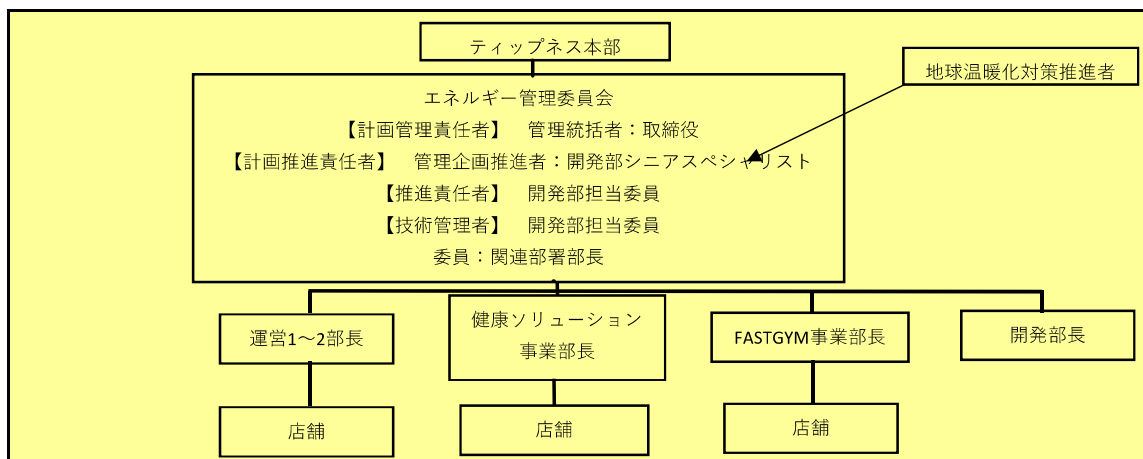 ティップネス本部
地球温暖化対策推進者
エネルギー管理委員会
【計画管理責任者】　管理統括者：取締役
【計画推進責任者】　管理企画推進者：開発部シニアスペシャリスト
【推進責任者】　開発部担当委員
【技術管理者】　開発部担当委員
委員：関連部署部長
運営1～2部長
健康ソリューション
事業部長
FASTGYM事業部長
開発部長
店舗
店舗
店舗